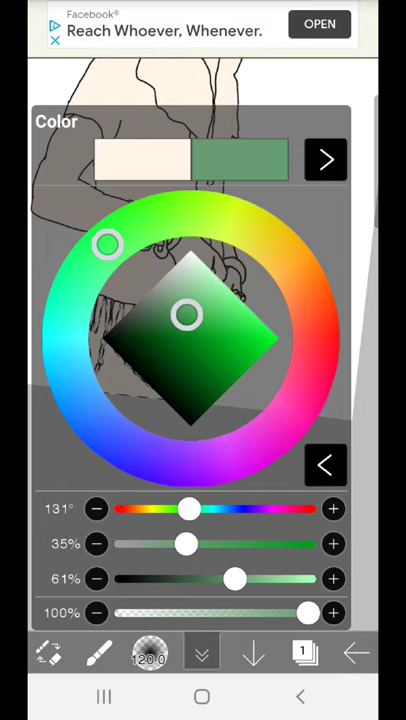 Facebook®
Reach Whoever, Whenever.
OPEN
Color
131°
35%
61%
100%
120.0
1